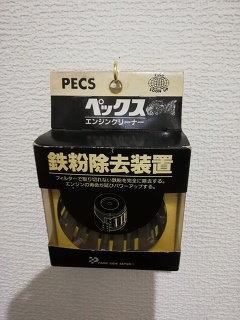 PECS
ペックス
エンジンクリーナー
鉄粉除去装置
フィルターで取り切れない鉄粉を完全に除去する。
エンジンの寿命が延びパワーアップする。